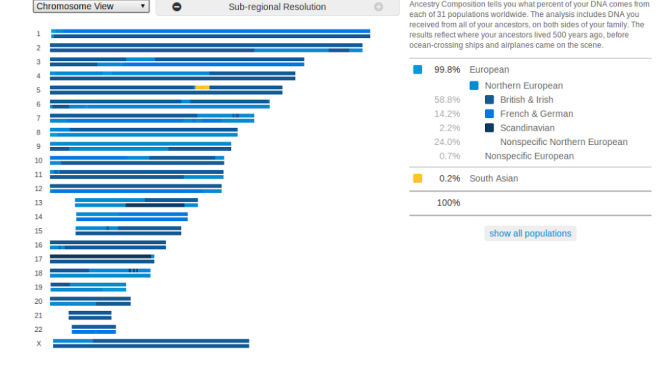 Chromosome View
Sub-regional Resolution
Ancestry Composition tells you what percent of your DNA comes from
each of 31 populations worldwide. The analysis includes DNA you
received from all of your ancestors, on both sides of your family. The
results reflect where your ancestors lived 500 years ago, before
ocean-crossing ships and airplanes came on the scene.
99.8% European
Northern European
58.8% British & Irish
14.2% French & German
2.2% Scandinavian
24.0% Nonspecific Northern European
0.7% Nonspecific European
0.2% South Asian
100%
show all populations
1
2
3
4
5
6
7
8
9
10
11
12
13
14
15
16
17
18
19
20
21
22
X